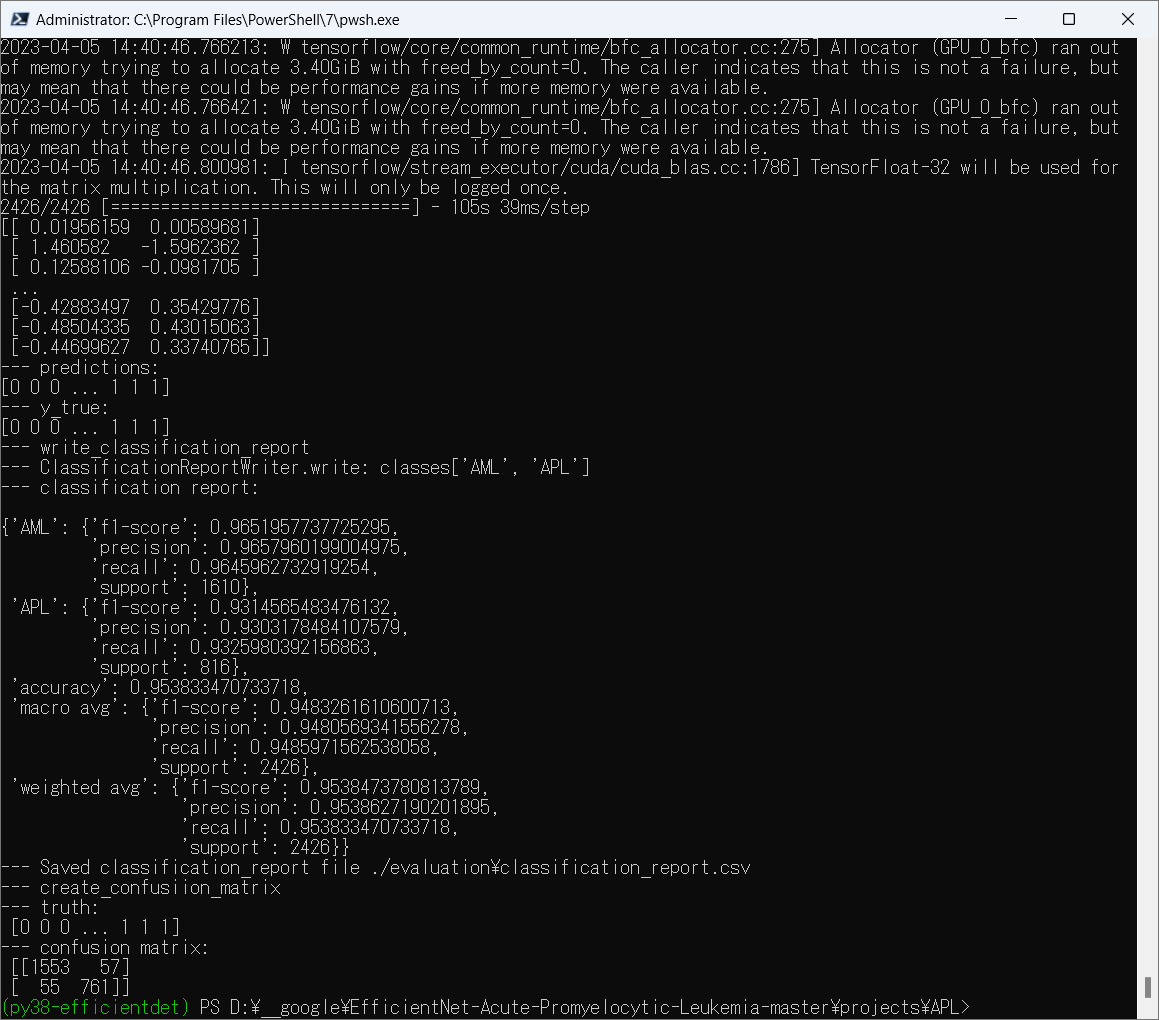 Administrator: C:\Program Files\PowerShell\7\pwsh.exe
2023-04-05 14:40:46.766213: W tensorflow/core/common_runtime/bfc_allocator.cc:275] Allocator (GPU_0_bfc) ran out
of memory trying to allocate 3.40GiB with freed_by_count=0. The caller indicates that this is not a failure, but
may mean that there could be performance gains if more memory were available.
2023-04-05 14:40:46.766421: W tensorflow/core/common_runtime/bfc_allocator.cc:275] Allocator (GPU_0_bfc) ran out
of memory trying to allocate 3.40GiB with freed_by_count=0. The caller indicates that this is not a failure, but
may mean that there could be performance gains if more memory were available.
2023-04-05 14:40:46.800981: I tensorflow/stream_executor/cuda/cuda_blas.cc:1786] TensorFloat-32 will be used for
the matrix multiplication. This will only be logged once.
2426/2426 [==============================] - 105s 39ms/step
[[ 0.01956159  0.00589681]
 [ 1.460582   -1.5962362 ]
 [ 0.12588106 -0.0981705 ]
 ...
 [-0.42883497  0.35429776]
 [-0.48504335  0.43015063]
 [-0.44699627  0.33740765]]
--- predictions:
[0 0 0 ... 1 1 1]
--- y_true:
[0 0 0 ... 1 1 1]
--- write_classification_report
--- ClassificationReportWriter.write: classes['AML', 'APL']
--- classification report:
{'AML': {'f1-score': 0.9651957737725295,
         'precision': 0.9657960199004975,
         'recall': 0.9645962732919254,
         'support': 1610},
 'APL': {'f1-score': 0.9314565483476132,
         'precision': 0.9303178484107579,
         'recall': 0.9325980392156863,
         'support': 816},
 'accuracy': 0.953833470733718,
 'macro avg': {'f1-score': 0.9483261610600713,
               'precision': 0.9480569341556278,
               'recall': 0.9485971562538058,
               'support': 2426},
 'weighted avg': {'f1-score': 0.9538473780813789,
                  'precision': 0.9538627190201895,
                  'recall': 0.953833470733718,
                  'support': 2426}}
--- Saved classification_report file ./evaluation¥classification_report.csv
--- create_confusiion_matrix
--- truth:
 [0 0 0 ... 1 1 1]
--- confusion matrix:
 [[1553   57]
 [  55  761]]
(py38-efficientdet) PS D:¥__google¥EfficientNet-Acute-Promyelocytic-Leukemia-master¥projects¥APL>